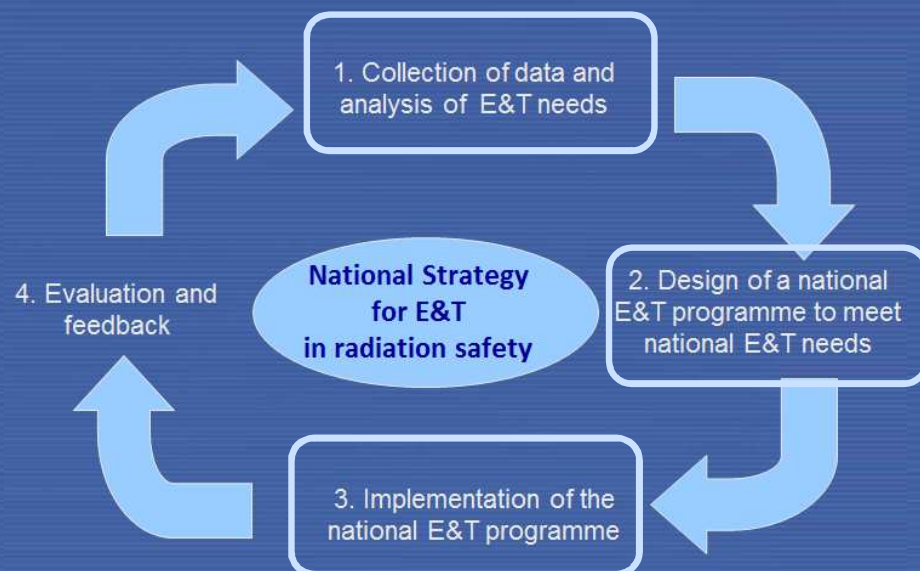 1. Collection of data and
analysis of E&T needs
National Strategy
for E&T
in radiation safety
2. Design of a national
E&T programme to meet
national E&T needs
3. Implementation of the
national E&T programme
4. Evaluation and
feedback